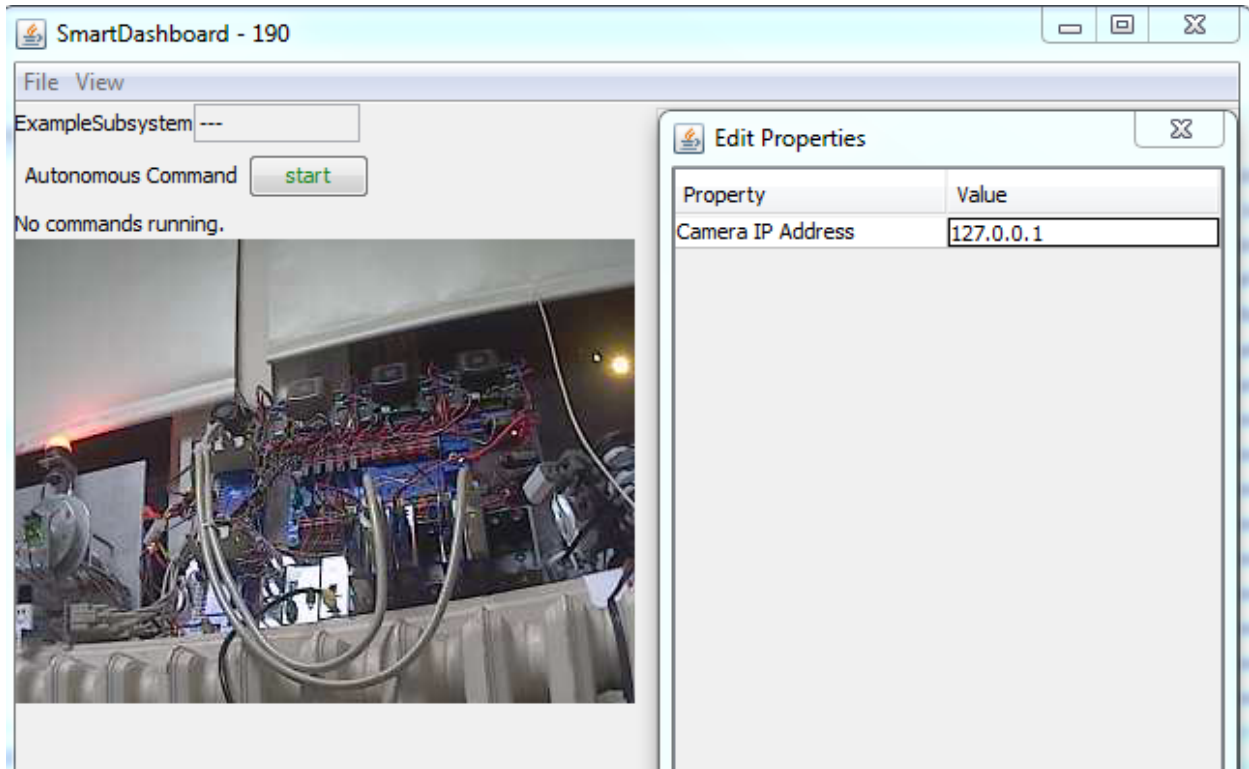 SmartDashboard - 190
File View
ExampleSubsystem ---
Autonomous Command start
No commands running.
Edit Properties
Property Value
Camera IP Address 127.0.0.1